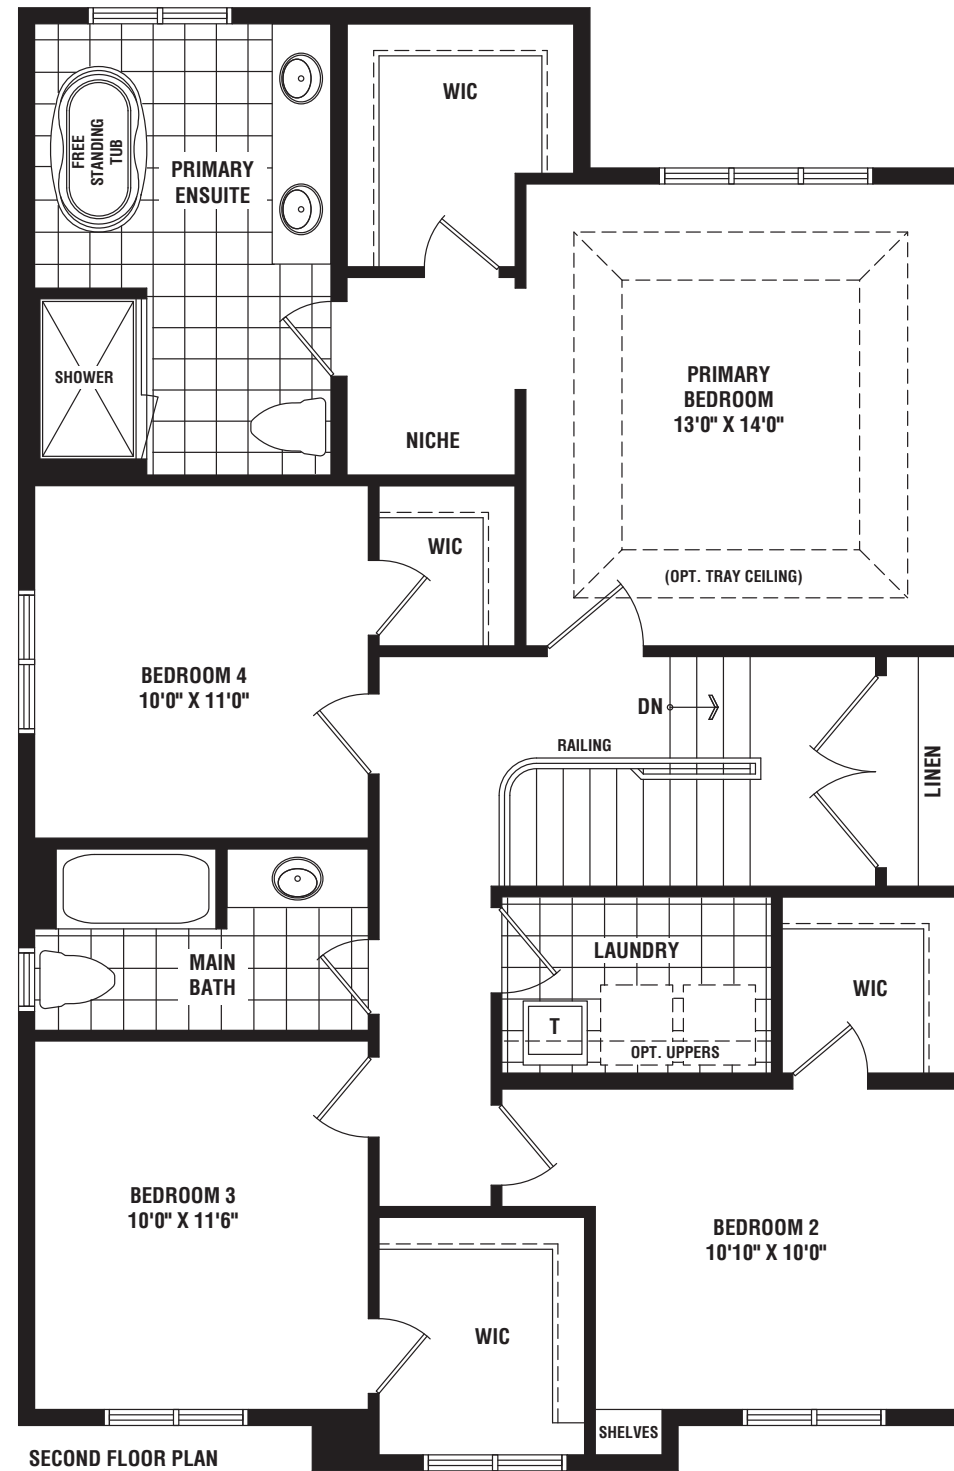 WIC
FREE
STANDING
TUB
PRIMARY
ENSUITE
SHOWER
NICHE
PRIMARY
BEDROOM
13'0" X 14'0"
(OPT. TRAY CEILING)
WIC
BEDROOM 4
10'0" X 11'0"
DN
RAILING
LINEN
MAIN
BATH
LAUNDRY
T
OPT. UPPERS
WIC
BEDROOM 3
10'0" X 11'6"
BEDROOM 2
10'10" X 10'0"
WIC
SHELVES
SECOND FLOOR PLAN